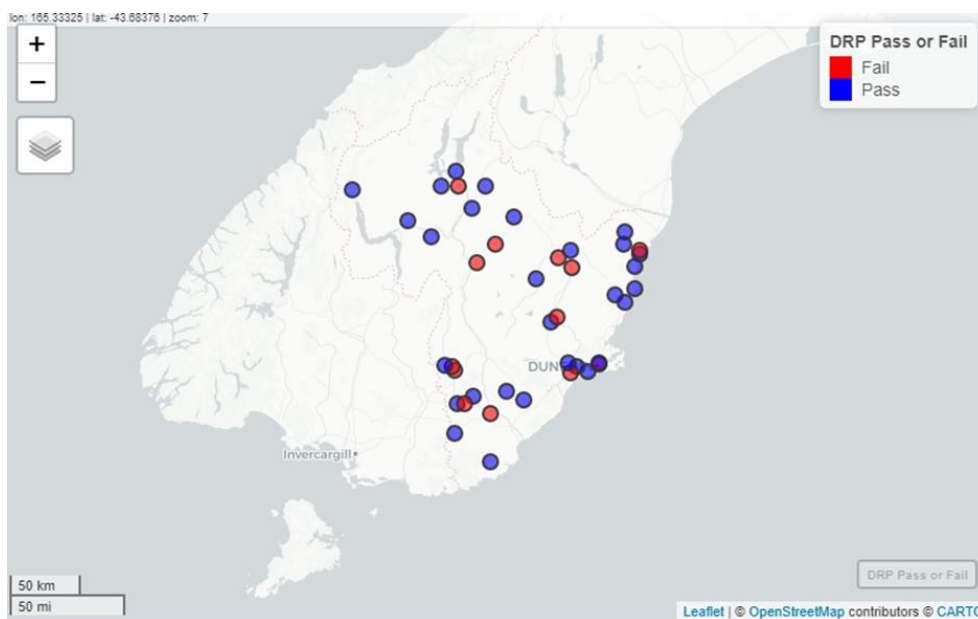 lon: 165.33325 | lat: -43.68376 | zoom: 7
+
−
DRP Pass or Fail
Fail
Pass
DUN
Invercargill
50 km
50 mi
DRP Pass or Fail
Leaflet | © OpenStreetMap contributors © CARTO